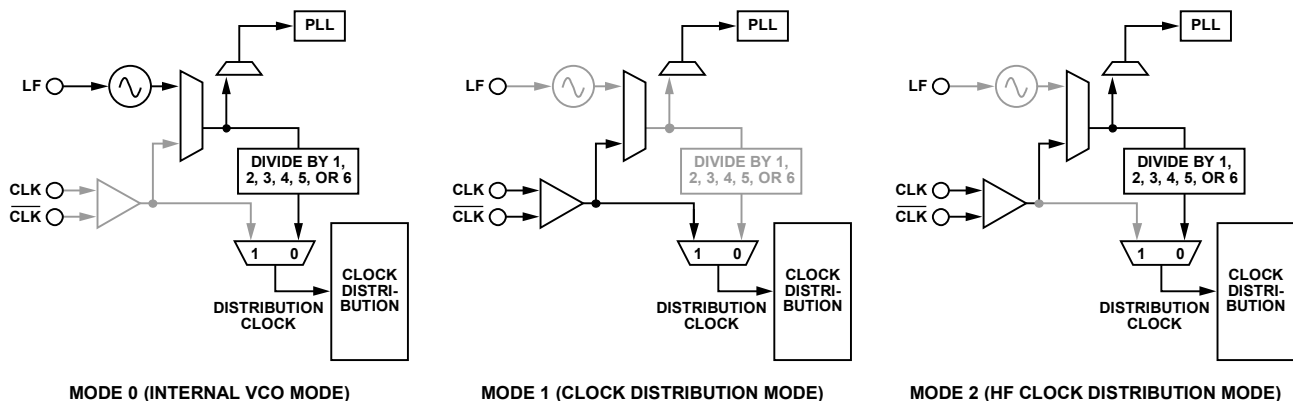 PLL
LF
DIVIDE BY 1,
2, 3, 4, 5, OR 6
CLK
CLK
1 0
CLOCK
DISTRI-
BUTION
DISTRIBUTION
CLOCK
MODE 0 (INTERNAL VCO MODE)
PLL
LF
DIVIDE BY 1,
2, 3, 4, 5, OR 6
CLK
CLK
1 0
CLOCK
DISTRI-
BUTION
DISTRIBUTION
CLOCK
MODE 1 (CLOCK DISTRIBUTION MODE)
PLL
LF
DIVIDE BY 1,
2, 3, 4, 5, OR 6
CLK
CLK
1 0
CLOCK
DISTRI-
BUTION
DISTRIBUTION
CLOCK
MODE 2 (HF CLOCK DISTRIBUTION MODE)